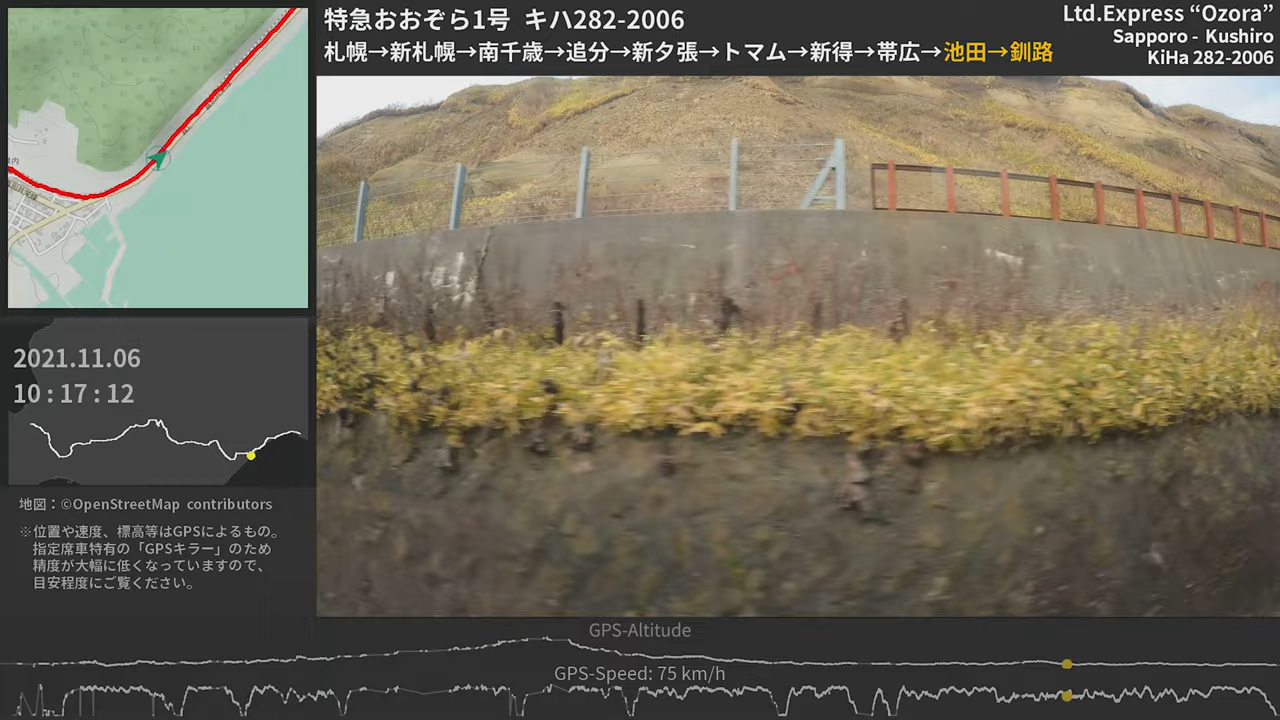 特急おおぞら1号 キハ282-2006
札幌→新札幌→南千歳→追分→新夕張→トマム→新得→帯広→池田→釧路
Ltd.Express “Ozora”
Sapporo - Kushiro
KiHa 282-2006
2021.11.06
10:17:12
地図：©OpenStreetMap contributors
※位置や速度、標高等はGPSによるもの。
指定席車特有の「GPSキラー」のため
精度が大幅に低くなっていますので、
目安程度にご覧ください。
GPS-Altitude
GPS-Speed: 75 km/h